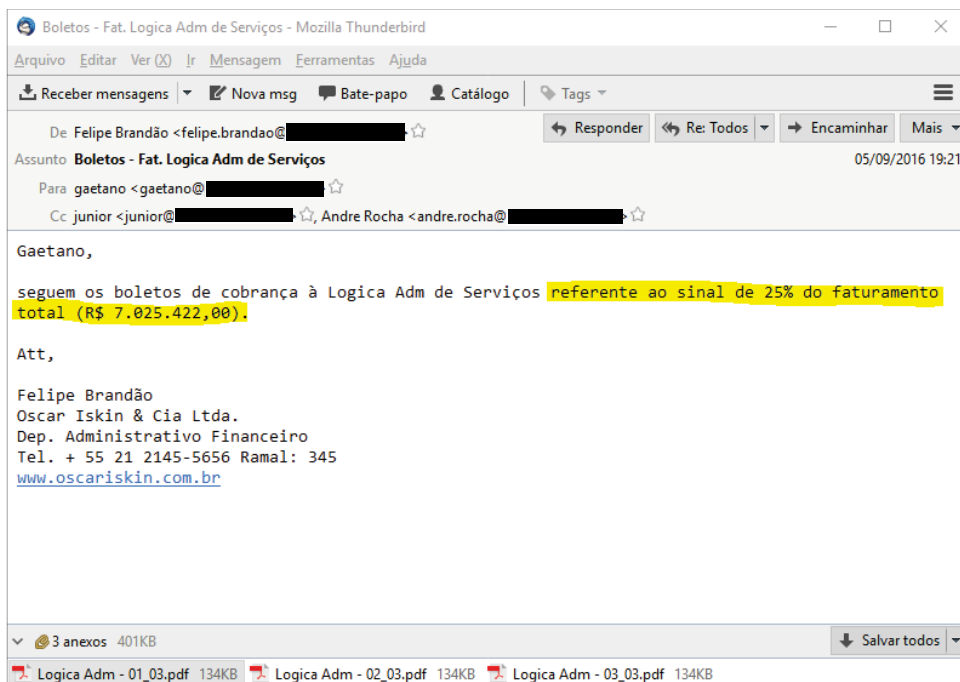 Boletos - Fat. Logica Adm de Serviços - Mozilla Thunderbird
Arquivo Editar Ver (X) Ir Mensagem Ferramentas Ajuda
Receber mensagens Nova msg Bate-papo Catálogo Tags
De Felipe Brandão <felipe.brandao@ Responder Re: Todos Encaminhar Mais
Assunto Boletos - Fat. Logica Adm de Serviços 05/09/2016 19:21
Para gaetano <gaetano@
Cc junior <junior@ >, Andre Rocha <andre.rocha@ >
Gaetano,
seguem os boletos de cobrança à Logica Adm de Serviços referente ao sinal de 25% do faturamento
total (R$ 7.025.422,00).
Att,
Felipe Brandão
Oscar Iskin & Cia Ltda.
Dep. Administrativo Financeiro
Tel. + 55 21 2145-5656 Ramal: 345
www.oscariskin.com.br
3 anexos 401KB Salvar todos
Logica Adm - 01_03.pdf 134KB Logica Adm - 02_03.pdf 134KB Logica Adm - 03_03.pdf 134KB